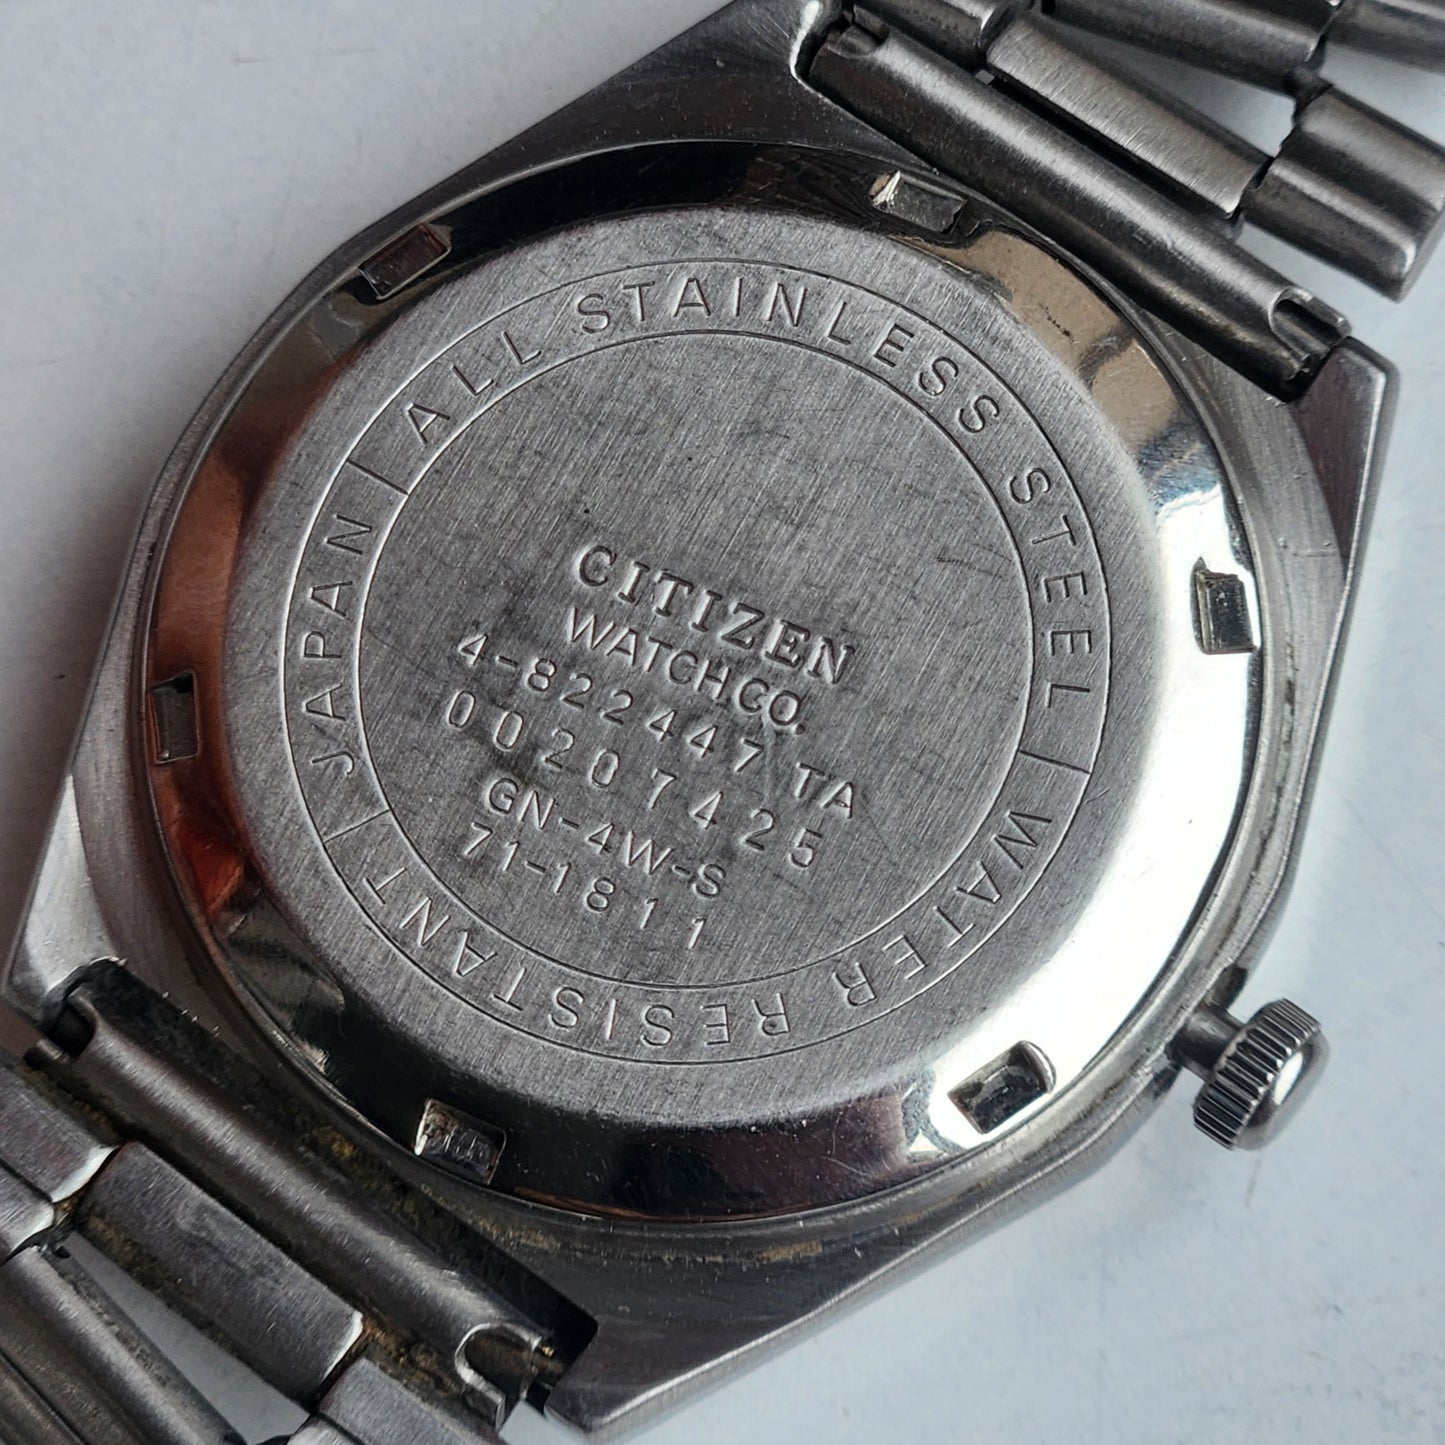 CITIZEN
WATCH CO.
4-822447 TA
00207425
GN-4W-S
71-1811
ALL STAINLESS STEEL
WATER RESISTANT
JAPAN